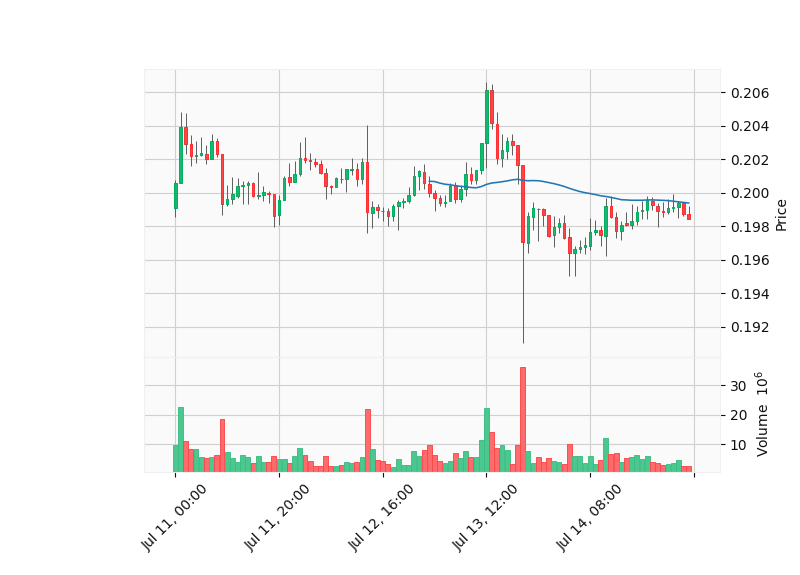 0.206
0.204
0.202
0.200
0.198
0.196
0.194
0.192
Price
30
20
10
Volume 10^6
Jul 11, 00:00
Jul 11, 20:00
Jul 12, 16:00
Jul 13, 12:00
Jul 14, 08:00